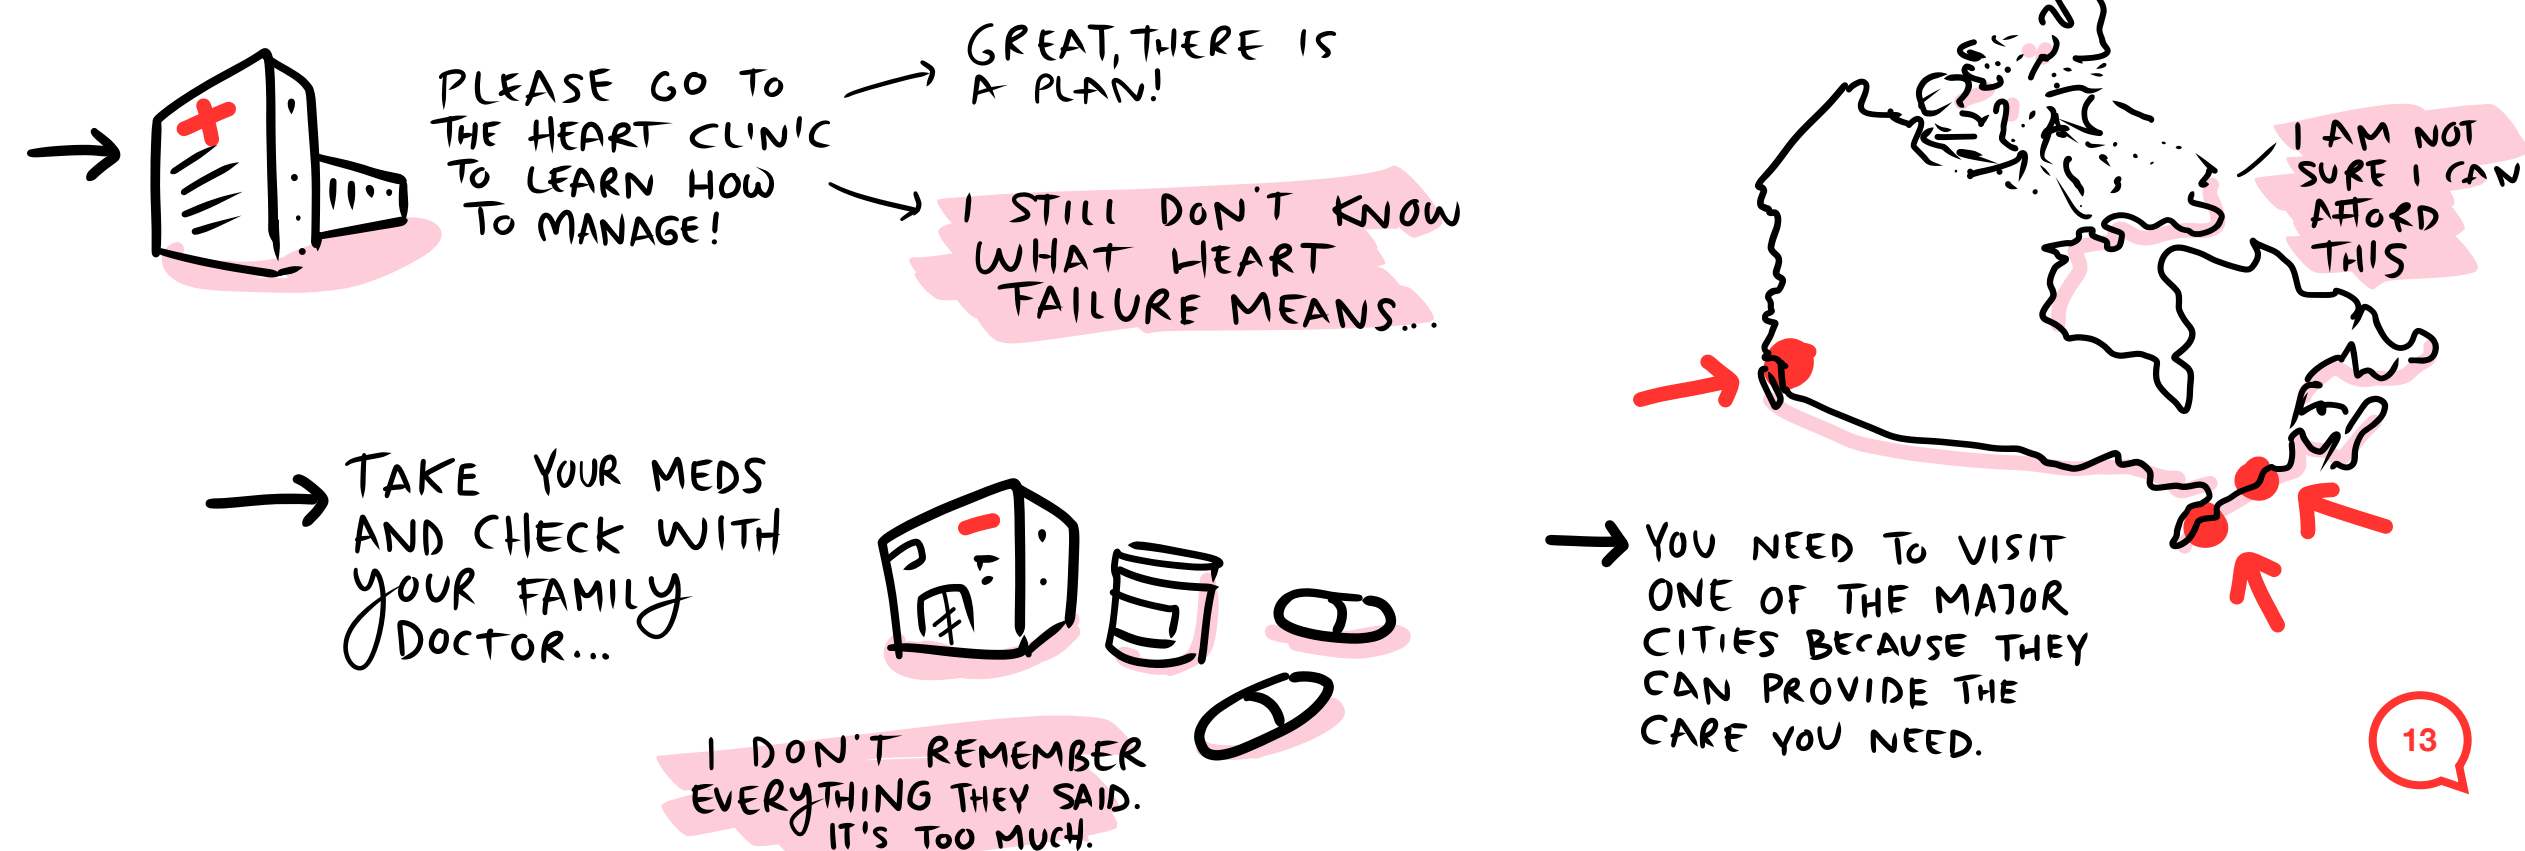 PLEASE GO TO
THE HEART CLINIC
TO LEARN HOW
TO MANAGE!
GREAT, THERE IS
A PLAN!
I STILL DON'T KNOW
WHAT HEART
FAILURE MEANS...
TAKE YOUR MEDS
AND CHECK WITH
YOUR FAMILY
DOCTOR...
I DON'T REMEMBER
EVERYTHING THEY SAID.
IT'S TOO MUCH.
I AM NOT
SURE I CAN
AFFORD
THIS
YOU NEED TO VISIT
ONE OF THE MAJOR
CITIES BECAUSE THEY
CAN PROVIDE THE
CARE YOU NEED.
13